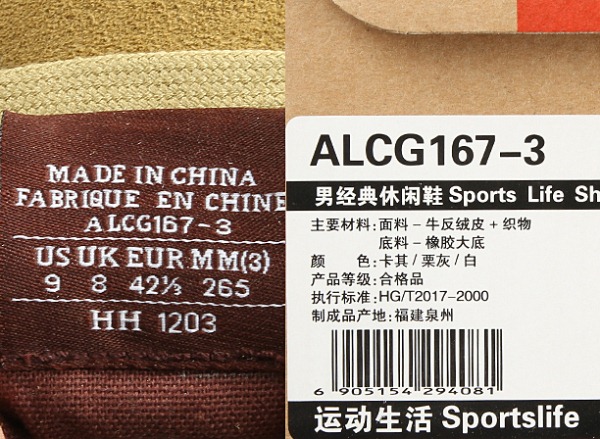 MADE IN CHINA
FABRIQUE EN CHINE
ALCG167-3
US UK EUR MM(3)
9 8 42⅓ 265
HH 1203
ALCG167-3
男经典休闲鞋 Sports Life Sh
主要材料: 面料-牛反绒皮+织物
底料-橡胶大底
颜 色:卡其/栗灰/白
产品等级:合格品
执行标准:HG/T2017-2000
制成品产地:福建泉州
6 905154 294081
运动生活 Sportslife